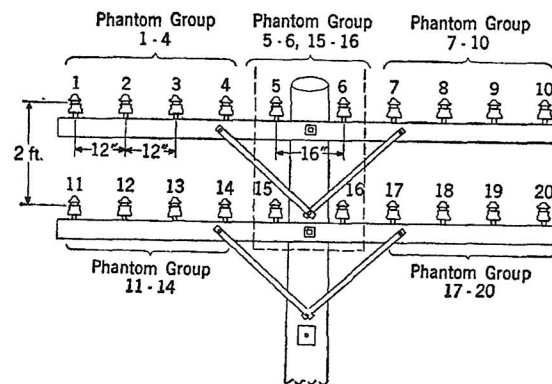 Phantom Group
1 - 4
Phantom Group
5 - 6, 15 - 16
Phantom Group
7 - 10
1 2 3 4 5 6 7 8 9 10
2 ft.
12" 12" 16"
11 12 13 14 15 16 17 18 19 20
Phantom Group
11 - 14
Phantom Group
17 - 20